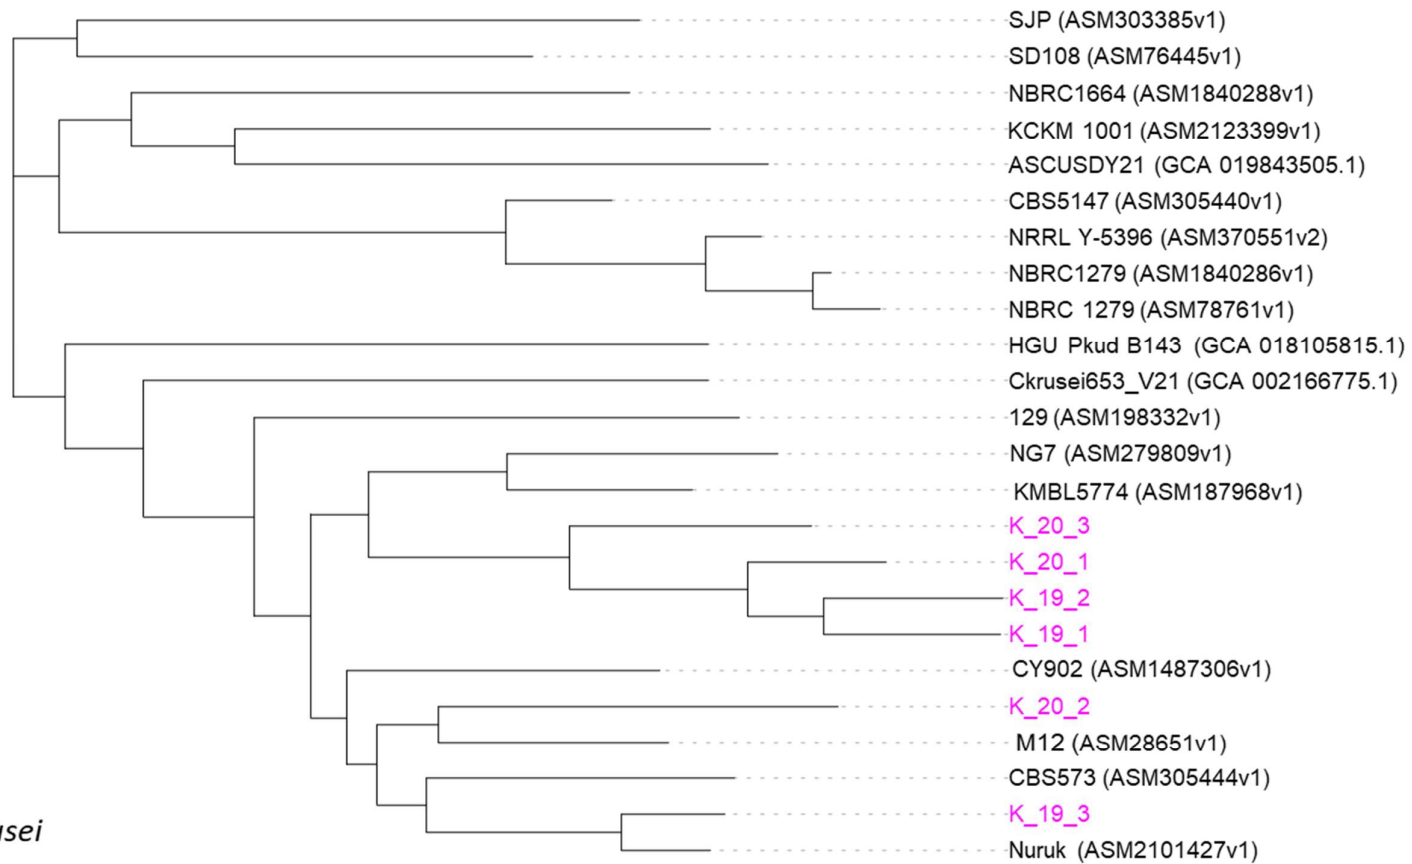 SJP (ASM303385v1)
SD108 (ASM76445v1)
NBRC1664 (ASM1840288v1)
KCKM 1001 (ASM2123399v1)
ASCUSDY21 (GCA 019843505.1)
CBS5147 (ASM305440v1)
NRRL Y-5396 (ASM370551v2)
NBRC1279 (ASM1840286v1)
NBRC 1279 (ASM78761v1)
HGU Pkud B143 (GCA 018105815.1)
Ckrusei653_V21 (GCA 002166775.1)
129 (ASM198332v1)
NG7 (ASM279809v1)
KMBL5774 (ASM187968v1)
K_20_3
K_20_1
K_19_2
K_19_1
CY902 (ASM1487306v1)
K_20_2
M12 (ASM28651v1)
CBS573 (ASM305444v1)
K_19_3
usei
Nuruk (ASM2101427v1)